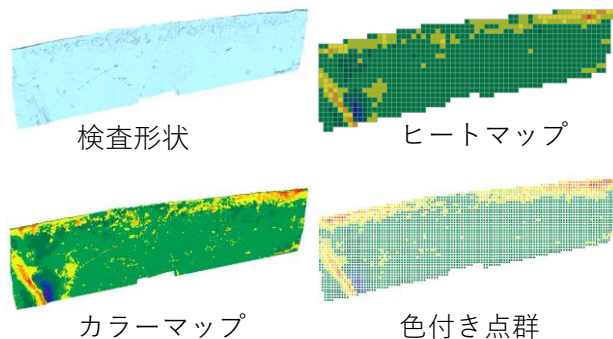 検査形状
ヒートマップ
カラーマップ
色付き点群